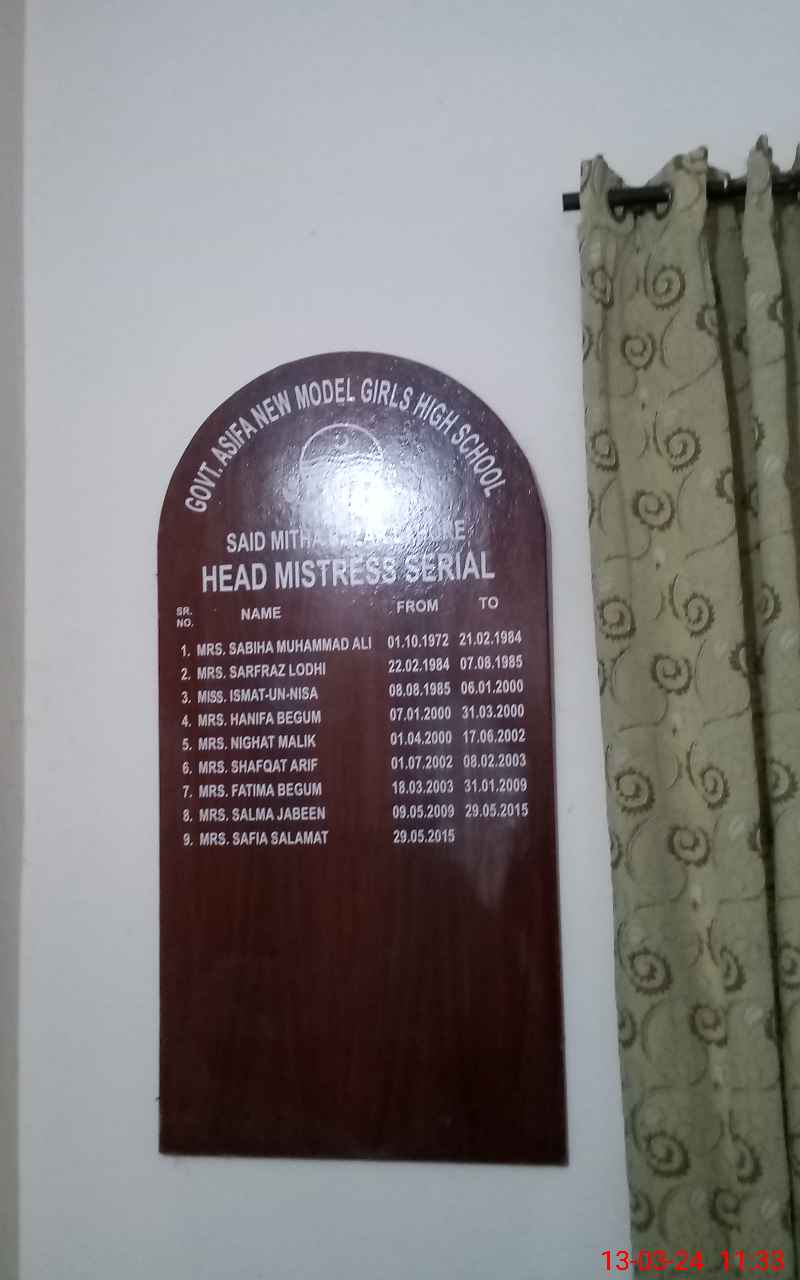 GOVT. ASIFA NEW MODEL GIRLS HIGH SCHOOL
SAID MITHA
HEAD MISTRESS SERIAL
SR. NO. NAME FROM TO
1. MRS. SABIHA MUHAMMAD ALI 01.10.1972 21.02.1984
2. MRS. SARFRAZ LODHI 22.02.1984 07.08.1985
3. MISS. ISMAT-UN-NISA 08.08.1985 06.01.2000
4. MRS. HANIFA BEGUM 07.01.2000 31.03.2000
5. MRS. NIGHAT MALIK 01.04.2000 17.06.2002
6. MRS. SHAFQAT ARIF 01.07.2002 08.02.2003
7. MRS. FATIMA BEGUM 18.03.2003 31.01.2009
8. MRS. SALMA JABEEN 09.05.2009 29.05.2015
9. MRS. SAFIA SALAMAT 29.05.2015
13-03-24 11:33